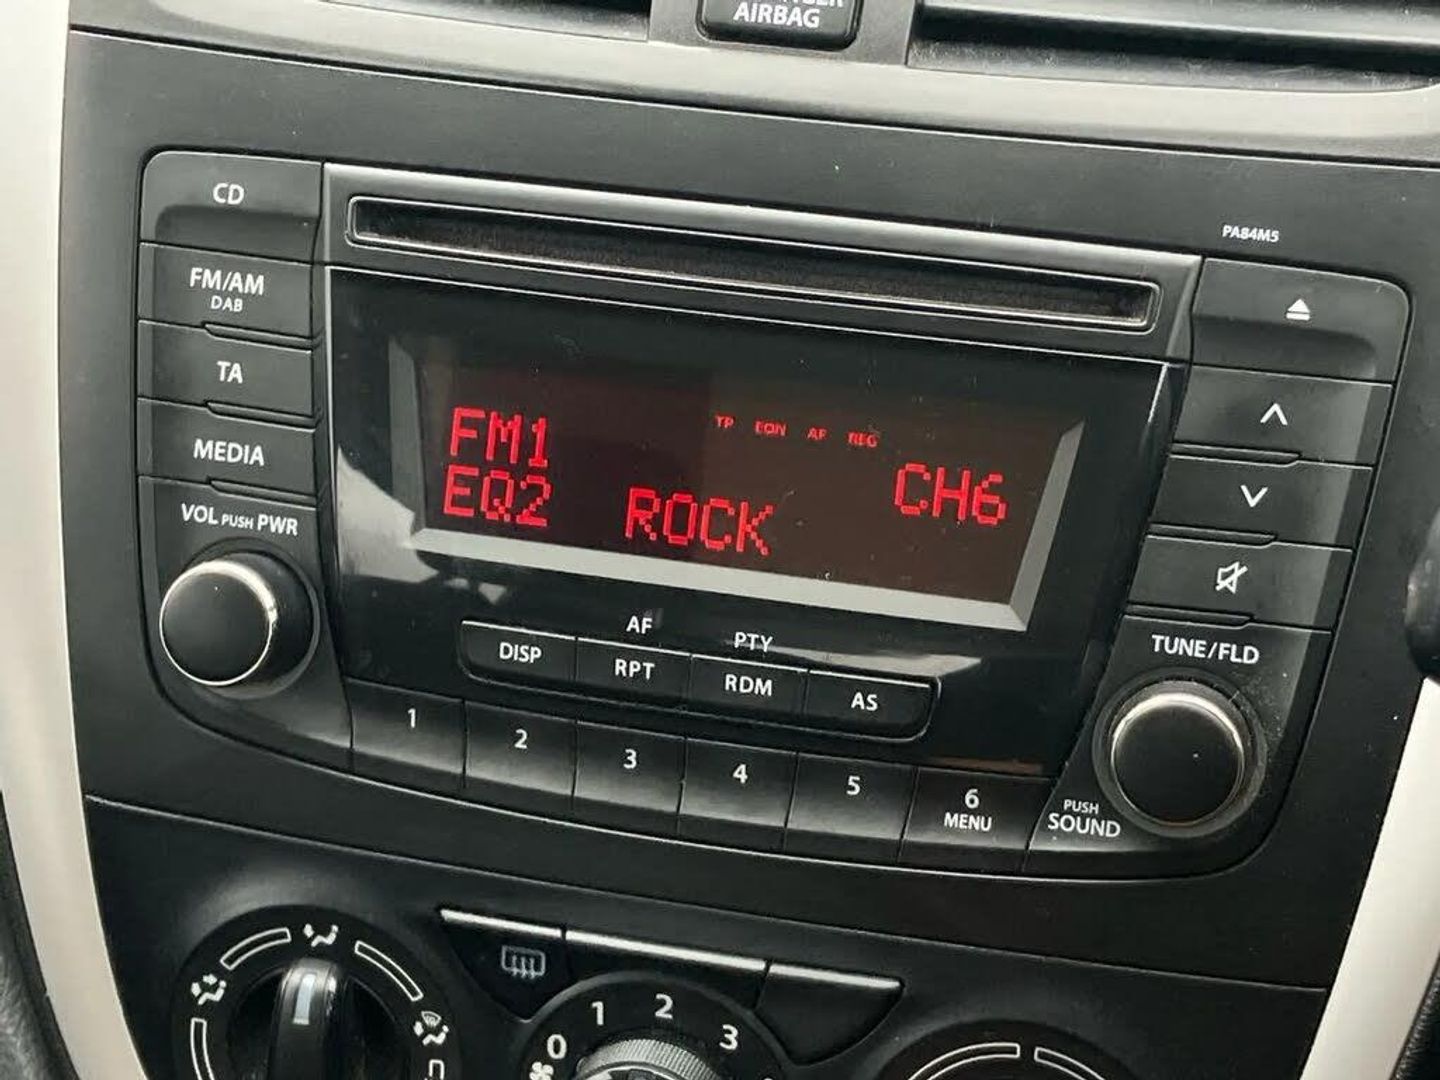 AIRBAG
CD
PA84M5
FM/AM
DAB
TA
MEDIA
VOL PUSH PWR
TP EON AF REG
FM1
CH6
EQ2 ROCK
AF PTY
DISP RPT RDM AS
TUNE/FLD
1 2 3 4 5 6
MENU
PUSH
SOUND
0 1 2 3